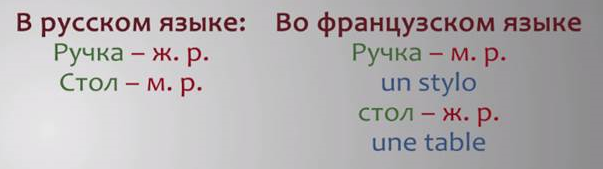 В русском языке:
Ручка – ж. р.
Стол – м. р.
Во французском языке
Ручка – м. р.
un stylo
стол – ж. р.
une table